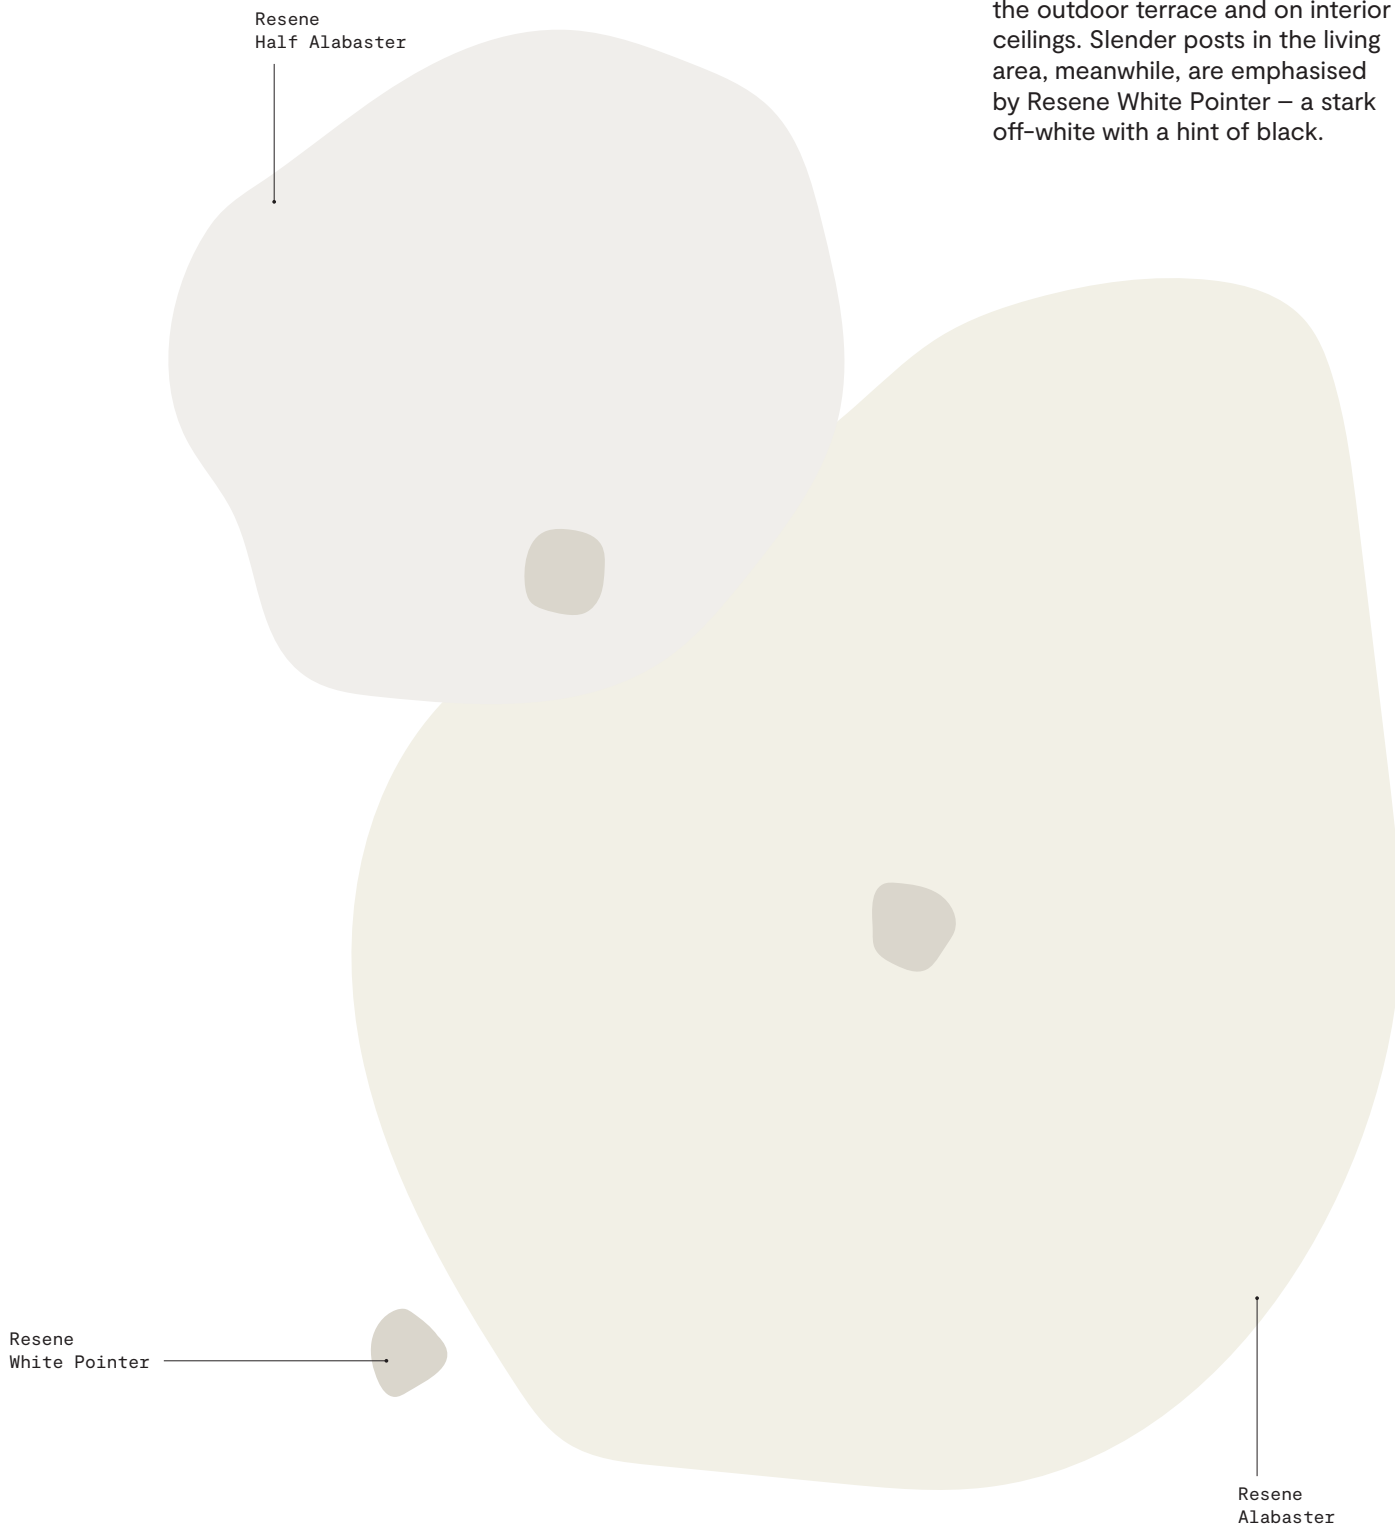 Resene
Half Alabaster
the outdoor terrace and on interior
ceilings. Slender posts in the living
area, meanwhile, are emphasised
by Resene White Pointer – a stark
off-white with a hint of black.
Resene
White Pointer
Resene
Alabaster